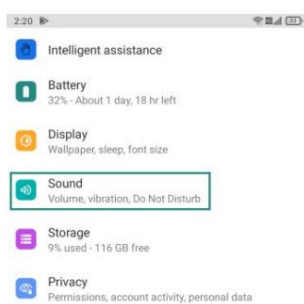 2:20
Intelligent assistance
Battery
32% - About 1 day, 18 hr left
Display
Wallpaper, sleep, font size
Sound
Volume, vibration, Do Not Disturb
Storage
9% used - 116 GB free
Privacy
Permissions, account activity, personal data